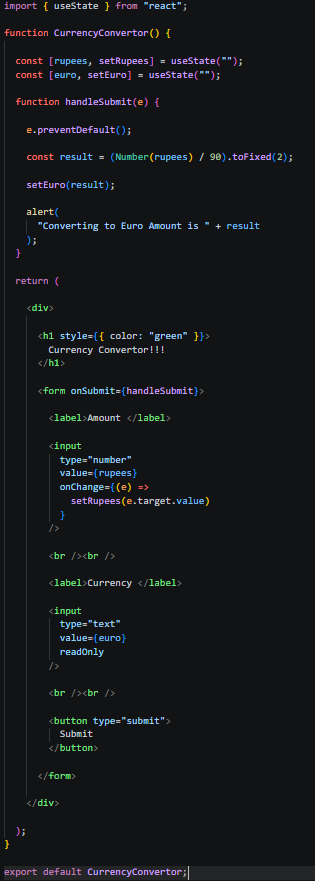 import { useState } from "react";
function CurrencyConvertor() {
const [rupees, setRupees] = useState("");
const [euro, setEuro] = useState("");
function handleSubmit(e) {
e.preventDefault();
const result = (Number(rupees) / 90).toFixed(2);
setEuro(result);
alert(
"Converting to Euro Amount is " + result
);
}
return (
<div>
<h1 style={{ color: "green" }}>
Currency Convertor!!!
</h1>
<form onSubmit={handleSubmit}>
<label>Amount </label>
<input
type="number"
value={rupees}
onChange={(e) =>
setRupees(e.target.value)
}
/>
<br /><br />
<label>Currency </label>
<input
type="text"
value={euro}
readOnly
/>
<br /><br />
<button type="submit">
Submit
</button>
</form>
</div>
);
}
export default CurrencyConvertor;